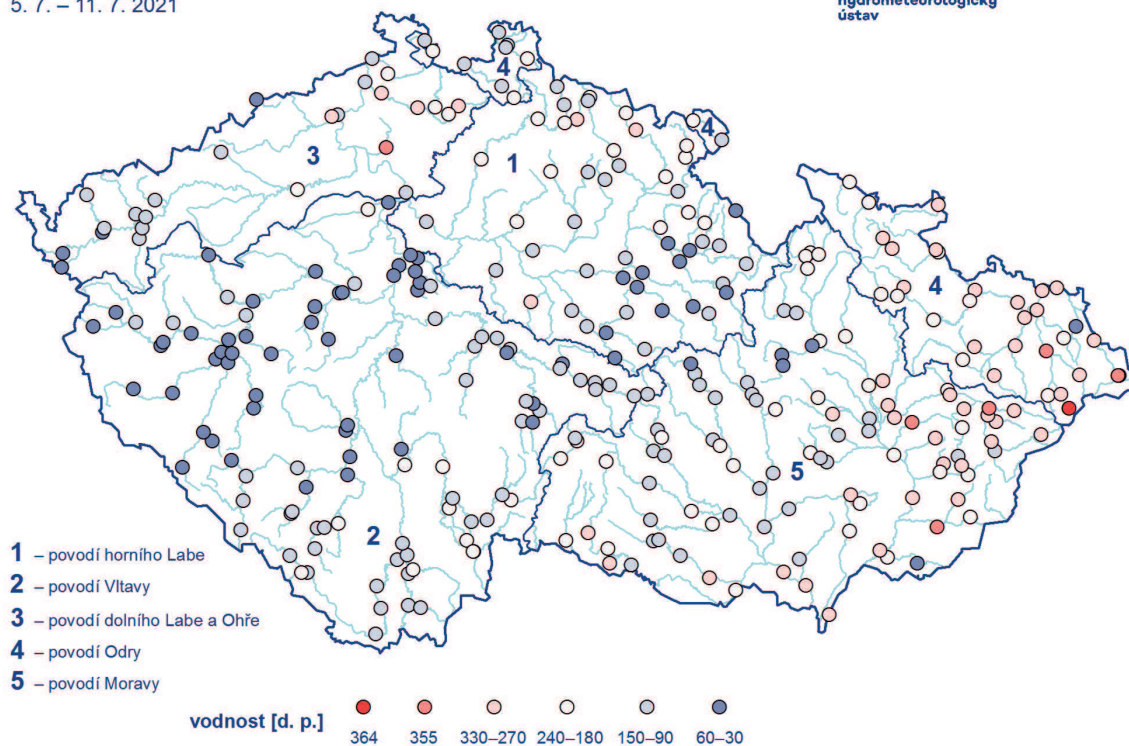 5. 7. – 11. 7. 2021
hydrometeorologický
ústav
4
4
3
1
4
5
2
1 – povodí horního Labe
2 – povodí Vltavy
3 – povodí dolního Labe a Ohře
4 – povodí Odry
5 – povodí Moravy
vodnost [d. p.]
364 355 330–270 240–180 150–90 60–30